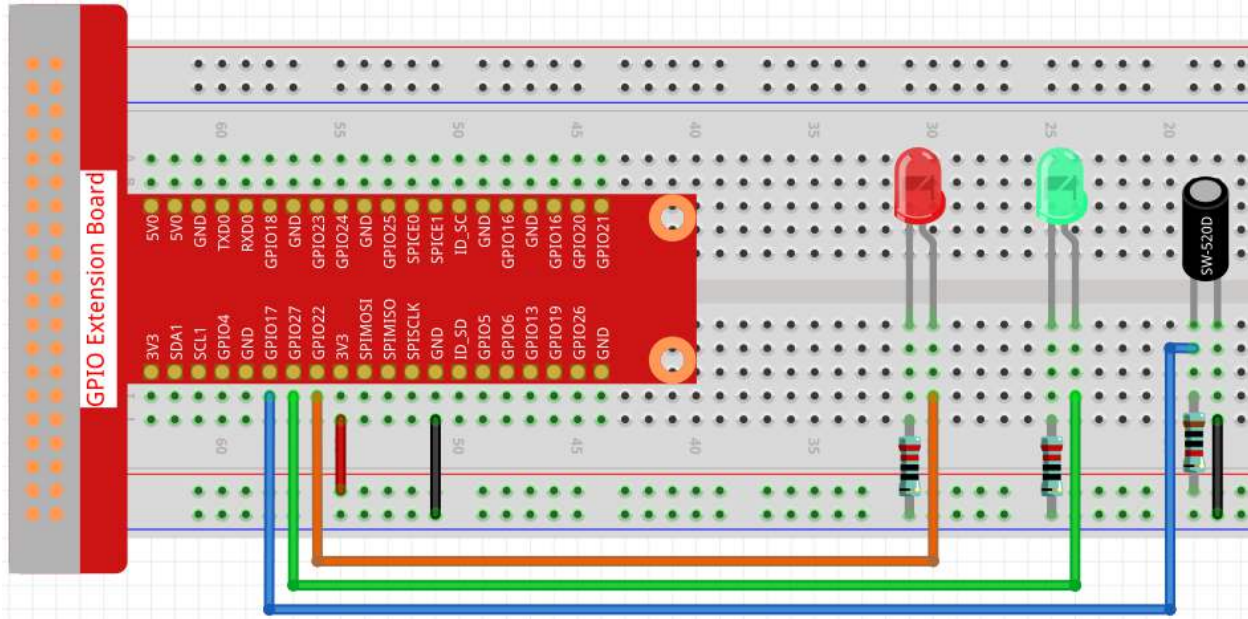 GPIO Extension Board
60
55
50
45
40
35
30
25
20
5V0
5V0
GND
TXD0
RXD0
GPIO18
GND
GPIO23
GPIO24
GND
GPIO25
SPICE0
SPICE1
ID_SC
GND
GPIO16
GND
GPIO16
GPIO20
GPIO21
SW-520D
3V3
SDA1
SCL1
GPIO4
GND
GPIO17
GPIO27
GPIO22
3V3
SPIMOSI
SPIMISO
SPISCLK
GND
ID_SD
GPIO5
GPIO6
GPIO13
GPIO19
GPIO26
GND
60
50
45
40
35
30
25
20